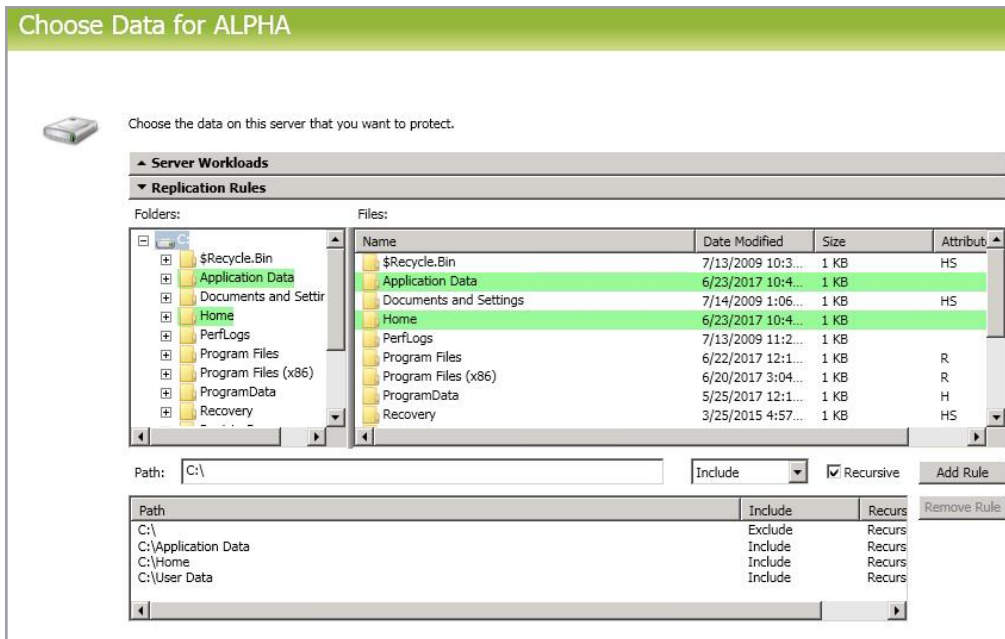 Choose Data for ALPHA
Choose the data on this server that you want to protect.
Server Workloads
Replication Rules
Folders: Files:
C: Name Date Modified Size Attribut
$Recycle.Bin $Recycle.Bin 7/13/2009 10:3... 1 KB HS
Application Data Application Data 6/23/2017 10:4... 1 KB
Documents and Settir Documents and Settings 7/14/2009 1:06... 1 KB HS
Home Home 6/23/2017 10:4... 1 KB
PerfLogs PerfLogs 7/13/2009 11:2... 1 KB
Program Files Program Files 6/22/2017 12:1... 1 KB R
Program Files (x86) Program Files (x86) 6/20/2017 3:04... 1 KB R
ProgramData ProgramData 5/25/2017 12:1... 1 KB H
Recovery Recovery 3/25/2015 4:57... 1 KB HS
Path: C:\ Include Recursive Add Rule
Path Include Recurs Remove Rule
C:\ Exclude Recurs
C:\Application Data Include Recurs
C:\Home Include Recurs
C:\User Data Include Recurs